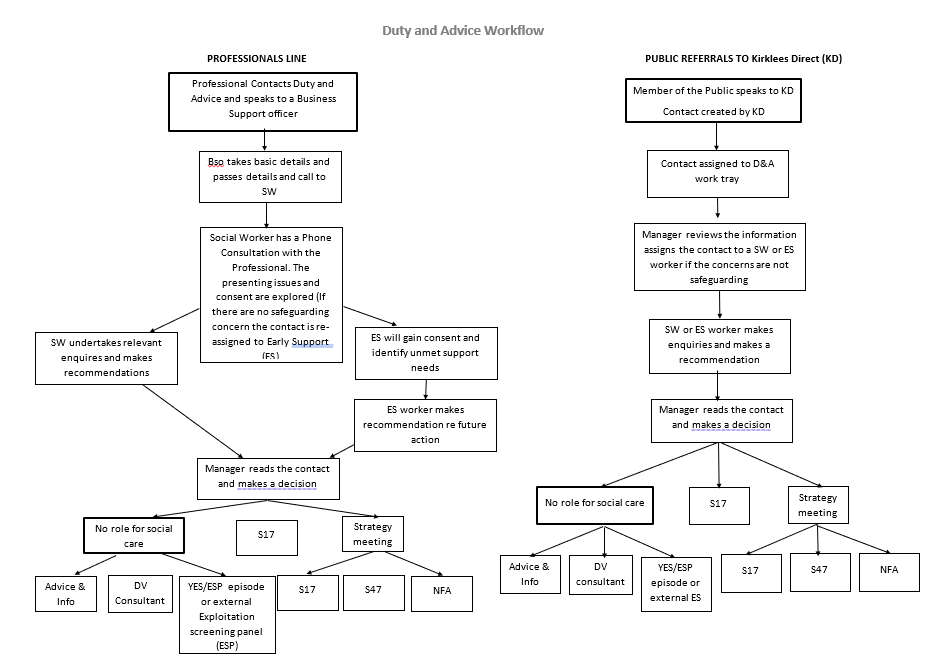 Duty and Advice Workflow
PROFESSIONALS LINE
Professional Contacts Duty and
Advice and speaks to a Business
Support officer
Bso takes basic details and
passes details and call to
SW
Social Worker has a Phone
Consultation with the
Professional. The
presenting issues and
consent are explored (If
there are no safeguarding
concern the contact is re-
assigned to Early Support
(ES)
SW undertakes relevant
enquires and makes
recommendations
ES will gain consent and
identify unmet support
needs
ES worker makes
recommendation re future
action
Manager reads the contact
and makes a decision
No role for social
care
S17
Strategy
meeting
Advice &
Info
DV
Consultant
YES/ESP episode
or external
Exploitation
screening panel
(ESP)
S17
S47
NFA
PUBLIC REFERRALS TO Kirklees Direct (KD)
Member of the Public speaks to KD
Contact created by KD
Contact assigned to D&A
work tray
Manager reviews the information
assigns the contact to a SW or ES
worker if the concerns are not
safeguarding
SW or ES worker makes
enquiries and makes a
recommendation
Manager reads the contact
and makes a decision
No role for social care
S17
Strategy
meeting
Advice &
Info
DV
consultant
YES/ESP
episode or
external ES
S17
S47
NFA